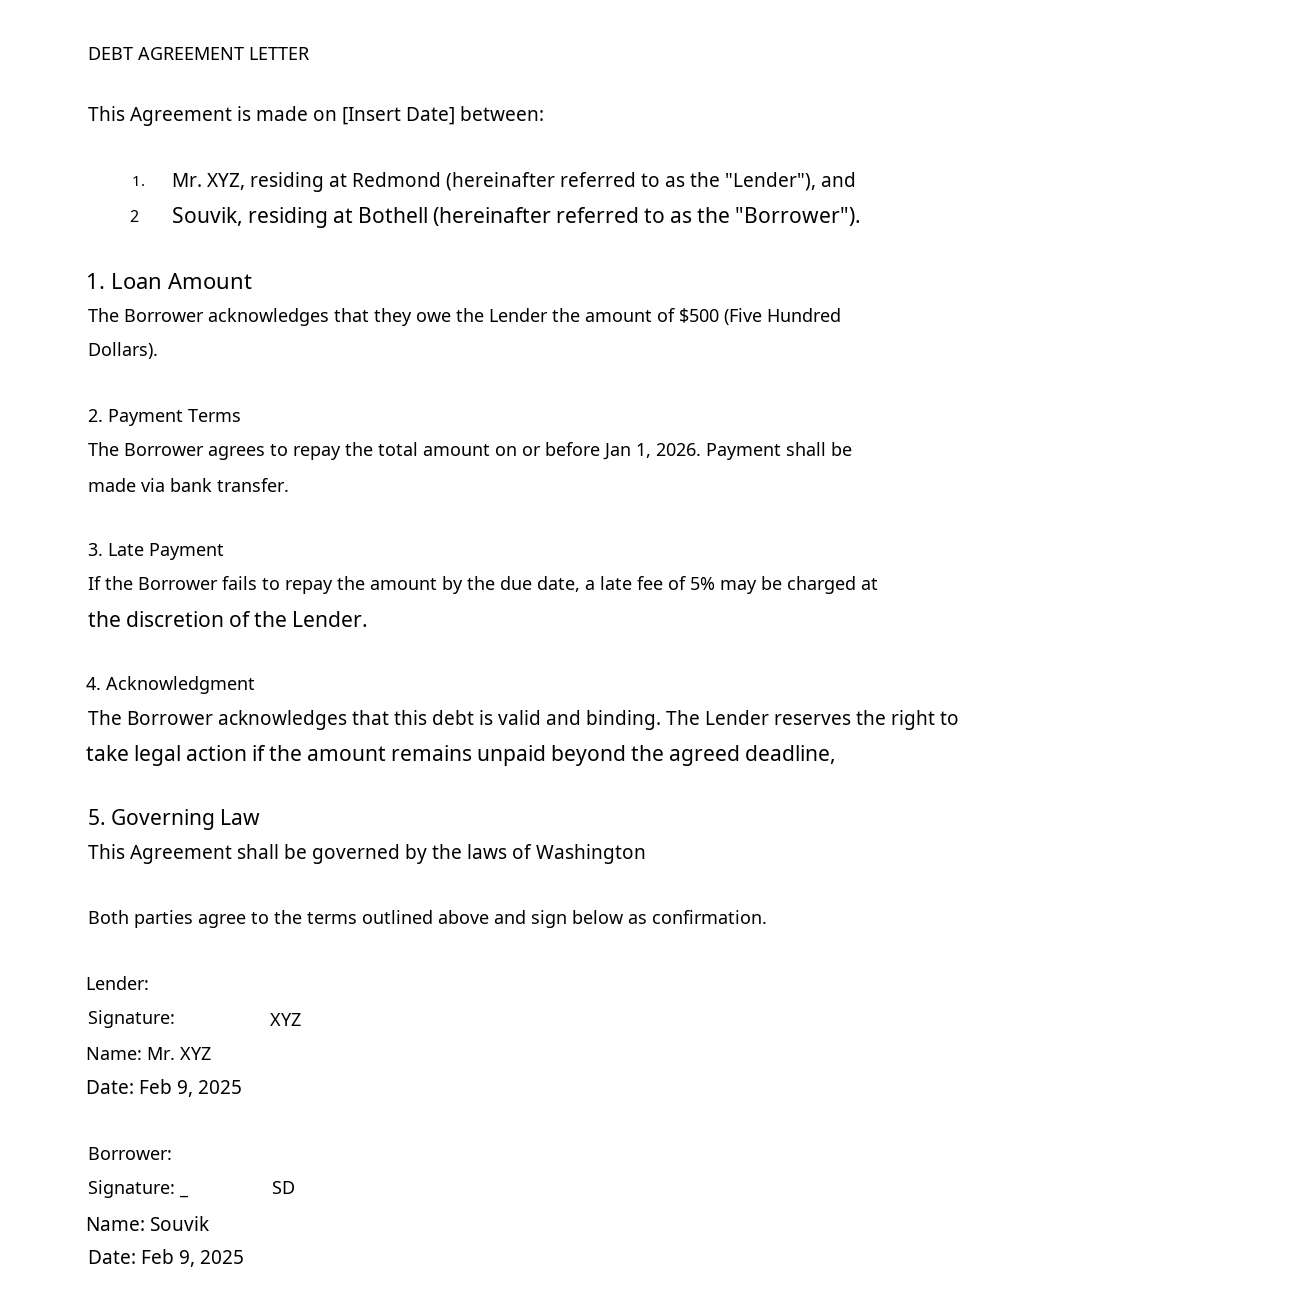 DEBT AGREEMENT LETTER
This Agreement is made on [Insert Date] between:
1. Mr. XYZ, residing at Redmond (hereinafter referred to as the "Lender"), and
2 Souvik, residing at Bothell (hereinafter referred to as the "Borrower").
1. Loan Amount
The Borrower acknowledges that they owe the Lender the amount of $500 (Five Hundred
Dollars).
2. Payment Terms
The Borrower agrees to repay the total amount on or before Jan 1, 2026. Payment shall be
made via bank transfer.
3. Late Payment
If the Borrower fails to repay the amount by the due date, a late fee of 5% may be charged at
the discretion of the Lender.
4. Acknowledgment
The Borrower acknowledges that this debt is valid and binding. The Lender reserves the right to
take legal action if the amount remains unpaid beyond the agreed deadline,
5. Governing Law
This Agreement shall be governed by the laws of Washington
Both parties agree to the terms outlined above and sign below as confirmation.
Lender:
Signature: XYZ
Name: Mr. XYZ
Date: Feb 9, 2025
Borrower:
Signature: _ SD
Name: Souvik
Date: Feb 9, 2025